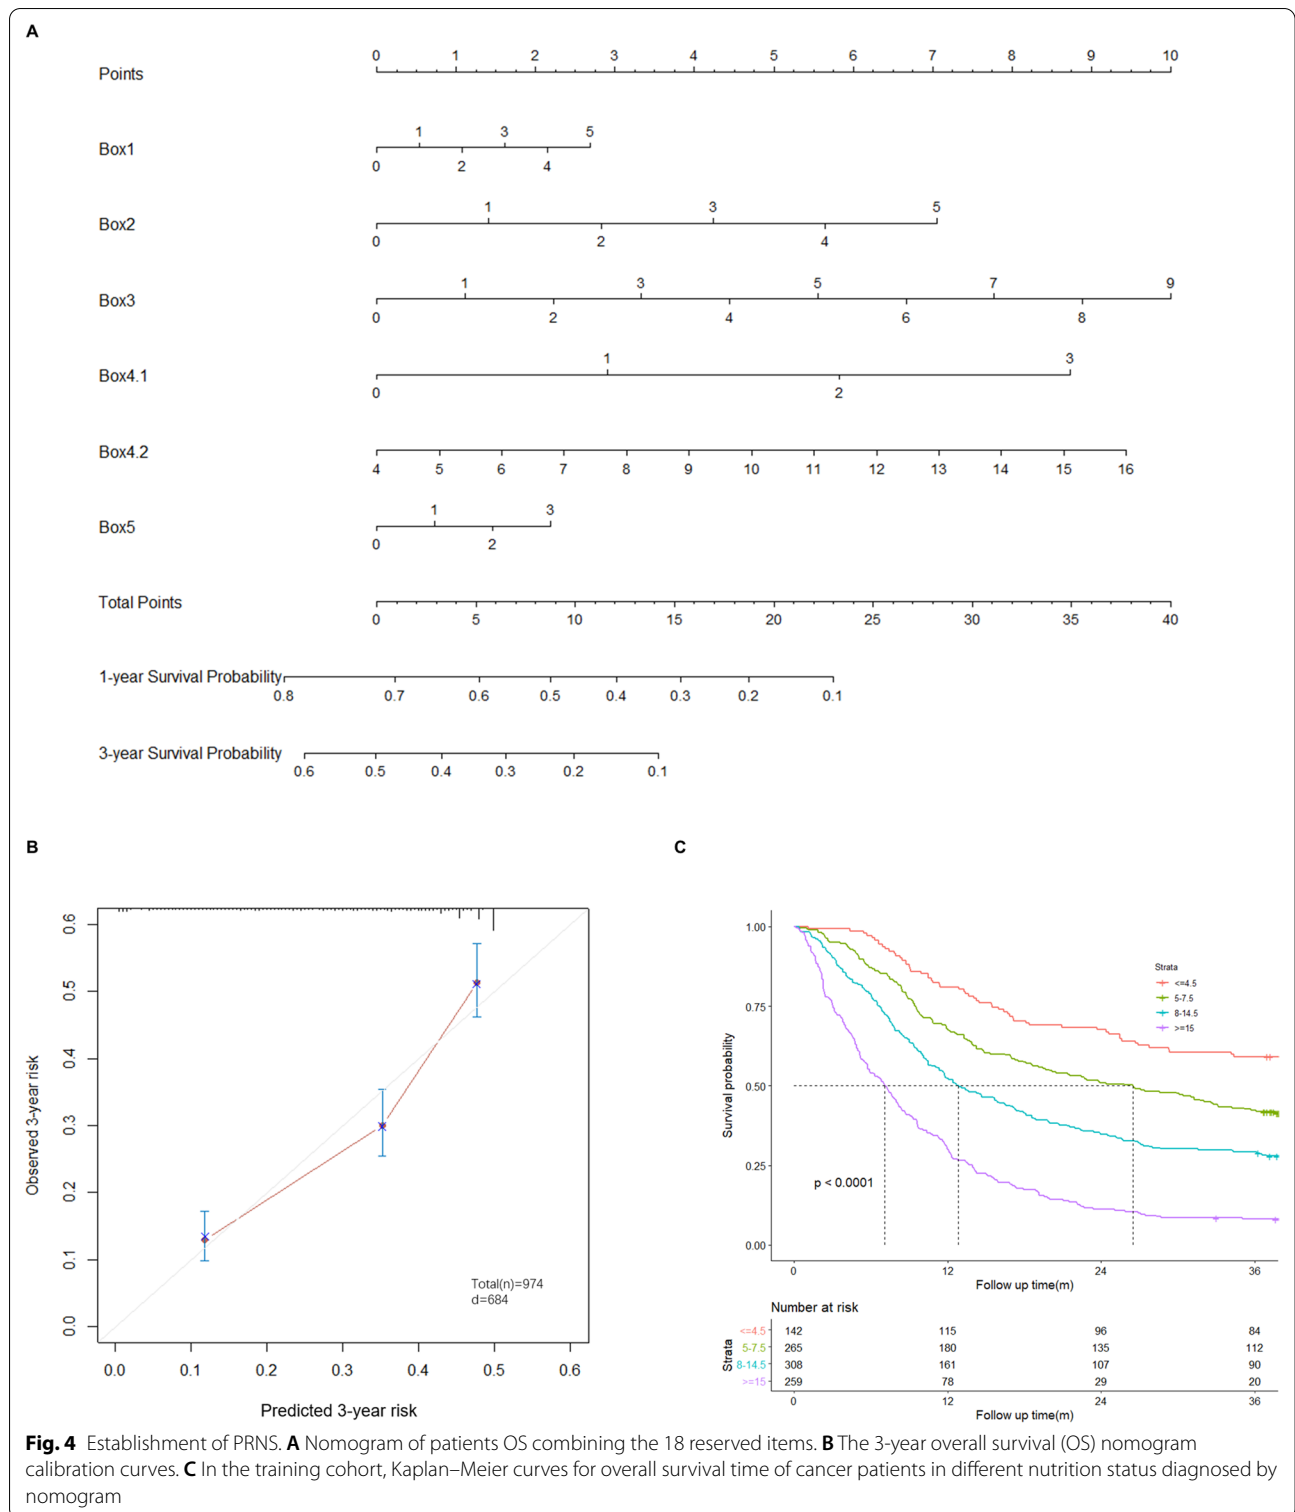 A
0 1 2 3 4 5 6 7 8 9 10
Points
1 3 5
Box1
0 2 4
1 3 5
Box2
0 2 4
1 3 5 7 9
Box3
0 2 4 6 8
1 3
Box4.1
0 2
Box4.2
4 5 6 7 8 9 10 11 12 13 14 15 16
1 3
Box5
0 2
Total Points
0 5 10 15 20 25 30 35 40
1-year Survival Probability
0.8 0.7 0.6 0.5 0.4 0.3 0.2 0.1
3-year Survival Probability
0.6 0.5 0.4 0.3 0.2 0.1
B
Observed 3-year risk
0.6
0.5
0.4
0.3
0.2
0.1
0.0
Total(n)=974
d=684
0.0 0.1 0.2 0.3 0.4 0.5 0.6
Predicted 3-year risk
C
Survival probability
1.00
0.75
0.50
0.25
0.00
Strata
<=4.5
5-7.5
8-14.5
>=15
p < 0.0001
0 12 24 36
Follow up time(m)
Number at risk
Strata
<=4.5 142 115 96 84
5-7.5 265 180 135 112
8-14.5 308 161 107 90
>=15 259 78 29 20
0 12 24 36
Follow up time(m)
Fig. 4 Establishment of PRNS. A Nomogram of patients OS combining the 18 reserved items. B The 3-year overall survival (OS) nomogram
calibration curves. C In the training cohort, Kaplan–Meier curves for overall survival time of cancer patients in different nutrition status diagnosed by
nomogram